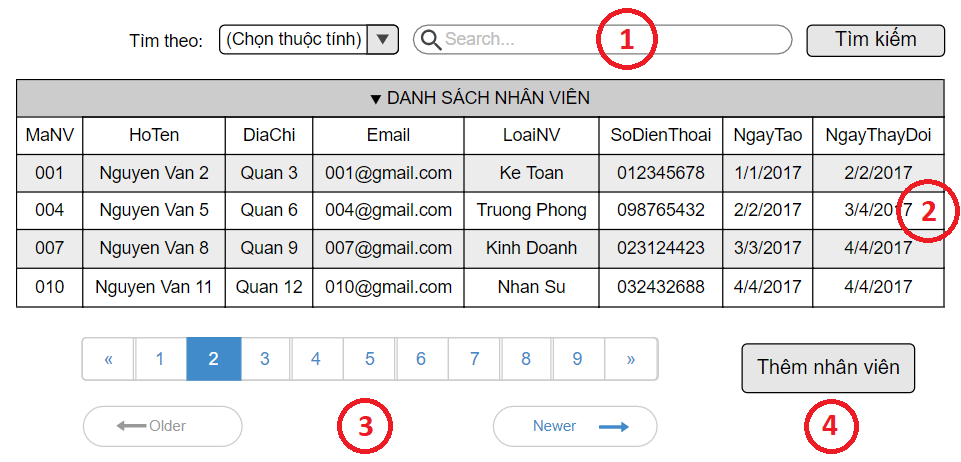 Tìm theo: (Chọn thuộc tính) ▼ Search... 1 Tìm kiếm
▼ DANH SÁCH NHÂN VIÊN
MaNV HoTen DiaChi Email LoaiNV SoDienThoai NgayTao NgayThayDoi
001 Nguyen Van 2 Quan 3 001@gmail.com Ke Toan 012345678 1/1/2017 2/2/2017
004 Nguyen Van 5 Quan 6 004@gmail.com Truong Phong 098765432 2/2/2017 3/4/2017 2
007 Nguyen Van 8 Quan 9 007@gmail.com Kinh Doanh 023124423 3/3/2017 4/4/2017
010 Nguyen Van 11 Quan 12 010@gmail.com Nhan Su 032432688 4/4/2017 4/4/2017
« 1 2 3 4 5 6 7 8 9 » Thêm nhân viên
Older 3 Newer 4